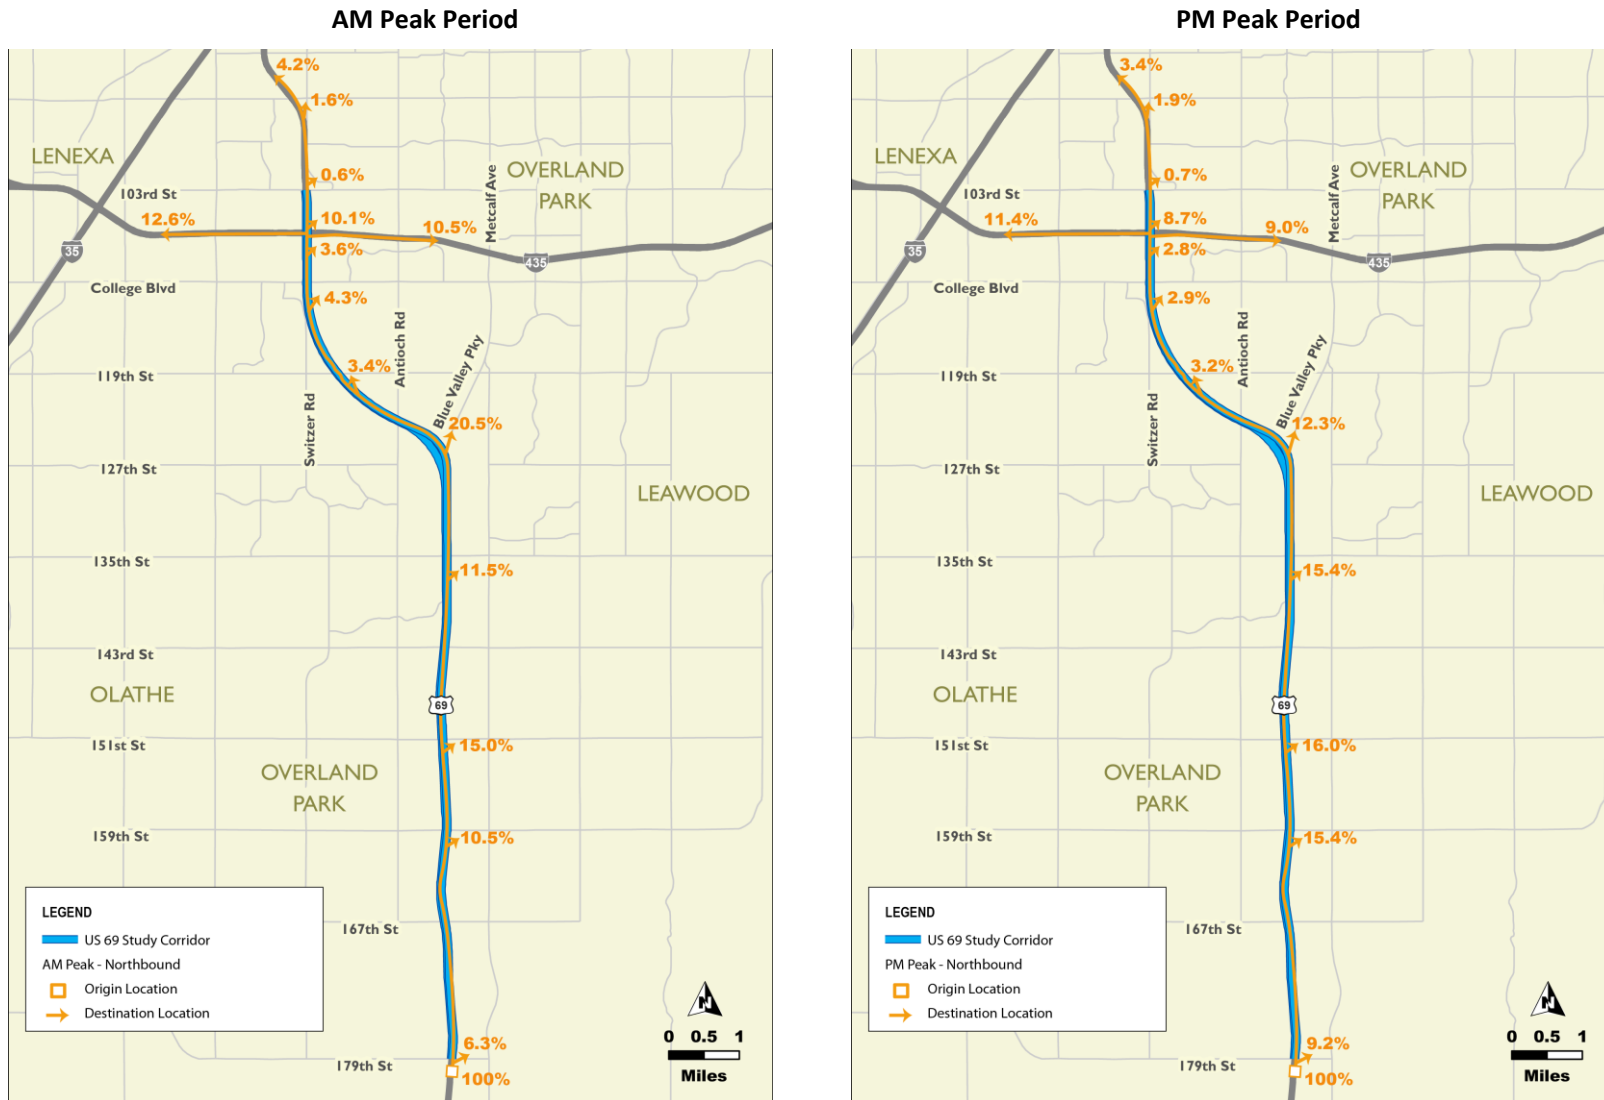 AM Peak Period
4.2%
1.6%
LENEXA
OVERLAND
PARK
103rd St
0.6%
Metcalf Ave
12.6%
10.1%
10.5%
35
3.6%
435
College Blvd
4.3%
Antioch Rd
Blue Valley Pky
119th St
3.4%
Switzer Rd
20.5%
127th St
LEAWOOD
135th St
11.5%
143rd St
OLATHE
69
151st St
15.0%
OVERLAND
PARK
159th St
10.5%
LEGEND
US 69 Study Corridor
AM Peak - Northbound
Origin Location
Destination Location
167th St
N
0 0.5 1
Miles
6.3%
179th St
100%
PM Peak Period
3.4%
1.9%
LENEXA
OVERLAND
PARK
103rd St
0.7%
Metcalf Ave
11.4%
8.7%
9.0%
35
2.8%
435
College Blvd
2.9%
Antioch Rd
Blue Valley Pky
119th St
3.2%
Switzer Rd
12.3%
127th St
LEAWOOD
135th St
15.4%
143rd St
OLATHE
69
151st St
16.0%
OVERLAND
PARK
159th St
15.4%
LEGEND
US 69 Study Corridor
PM Peak - Northbound
Origin Location
Destination Location
167th St
N
0 0.5 1
Miles
9.2%
179th St
100%